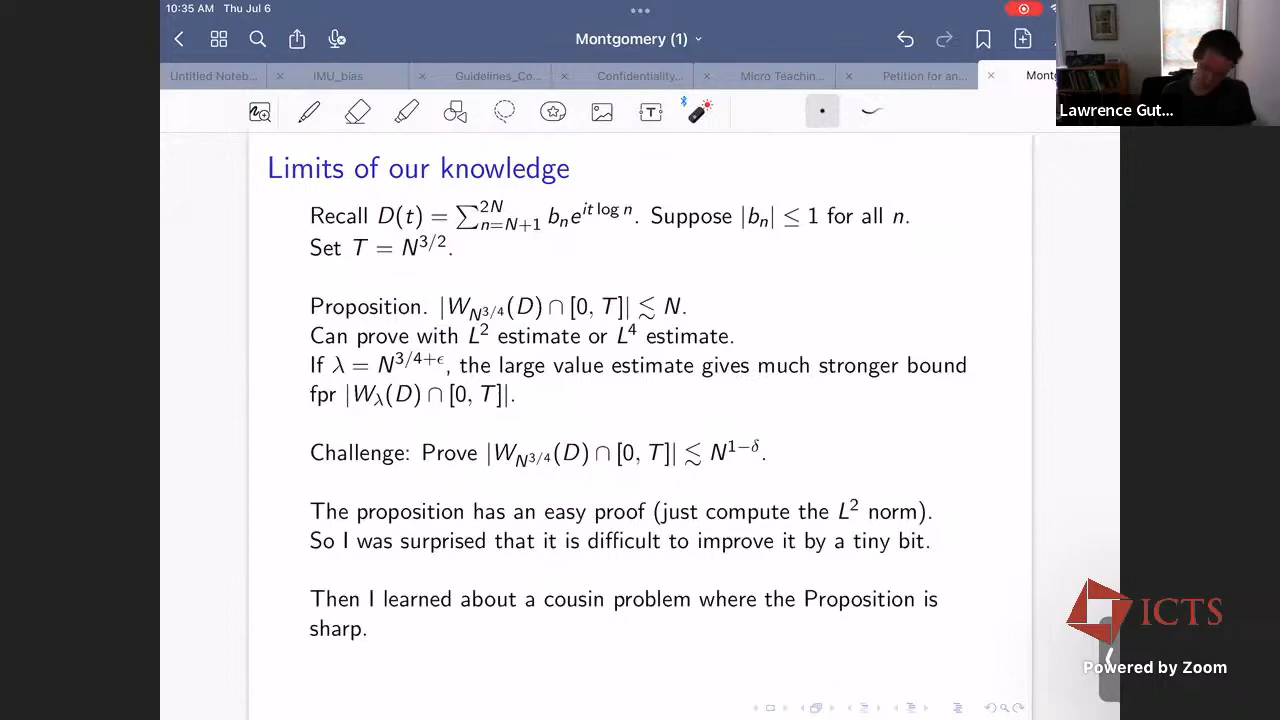 10:35 AM Thu Jul 6
Montgomery (1)
Untitled Noteb...
IMU_bias
Guidelines_Co...
Confidentiality...
Micro Teachin...
Petition for an...
Montg
Lawrence Gut...
Limits of our knowledge
Recall D(t) = ∑_{n=N+1}^{2N} b_n e^{it log n}. Suppose |b_n| ≤ 1 for all n.
Set T = N^{3/2}.
Proposition. |W_{N^{3/4}}(D) ∩ [0, T]| ≲ N.
Can prove with L^2 estimate or L^4 estimate.
If λ = N^{3/4+ϵ}, the large value estimate gives much stronger bound
fpr |W_λ(D) ∩ [0, T]|.
Challenge: Prove |W_{N^{3/4}}(D) ∩ [0, T]| ≲ N^{1−δ}.
The proposition has an easy proof (just compute the L^2 norm).
So I was surprised that it is difficult to improve it by a tiny bit.
Then I learned about a cousin problem where the Proposition is
sharp.
ICTS
Powered by Zoom